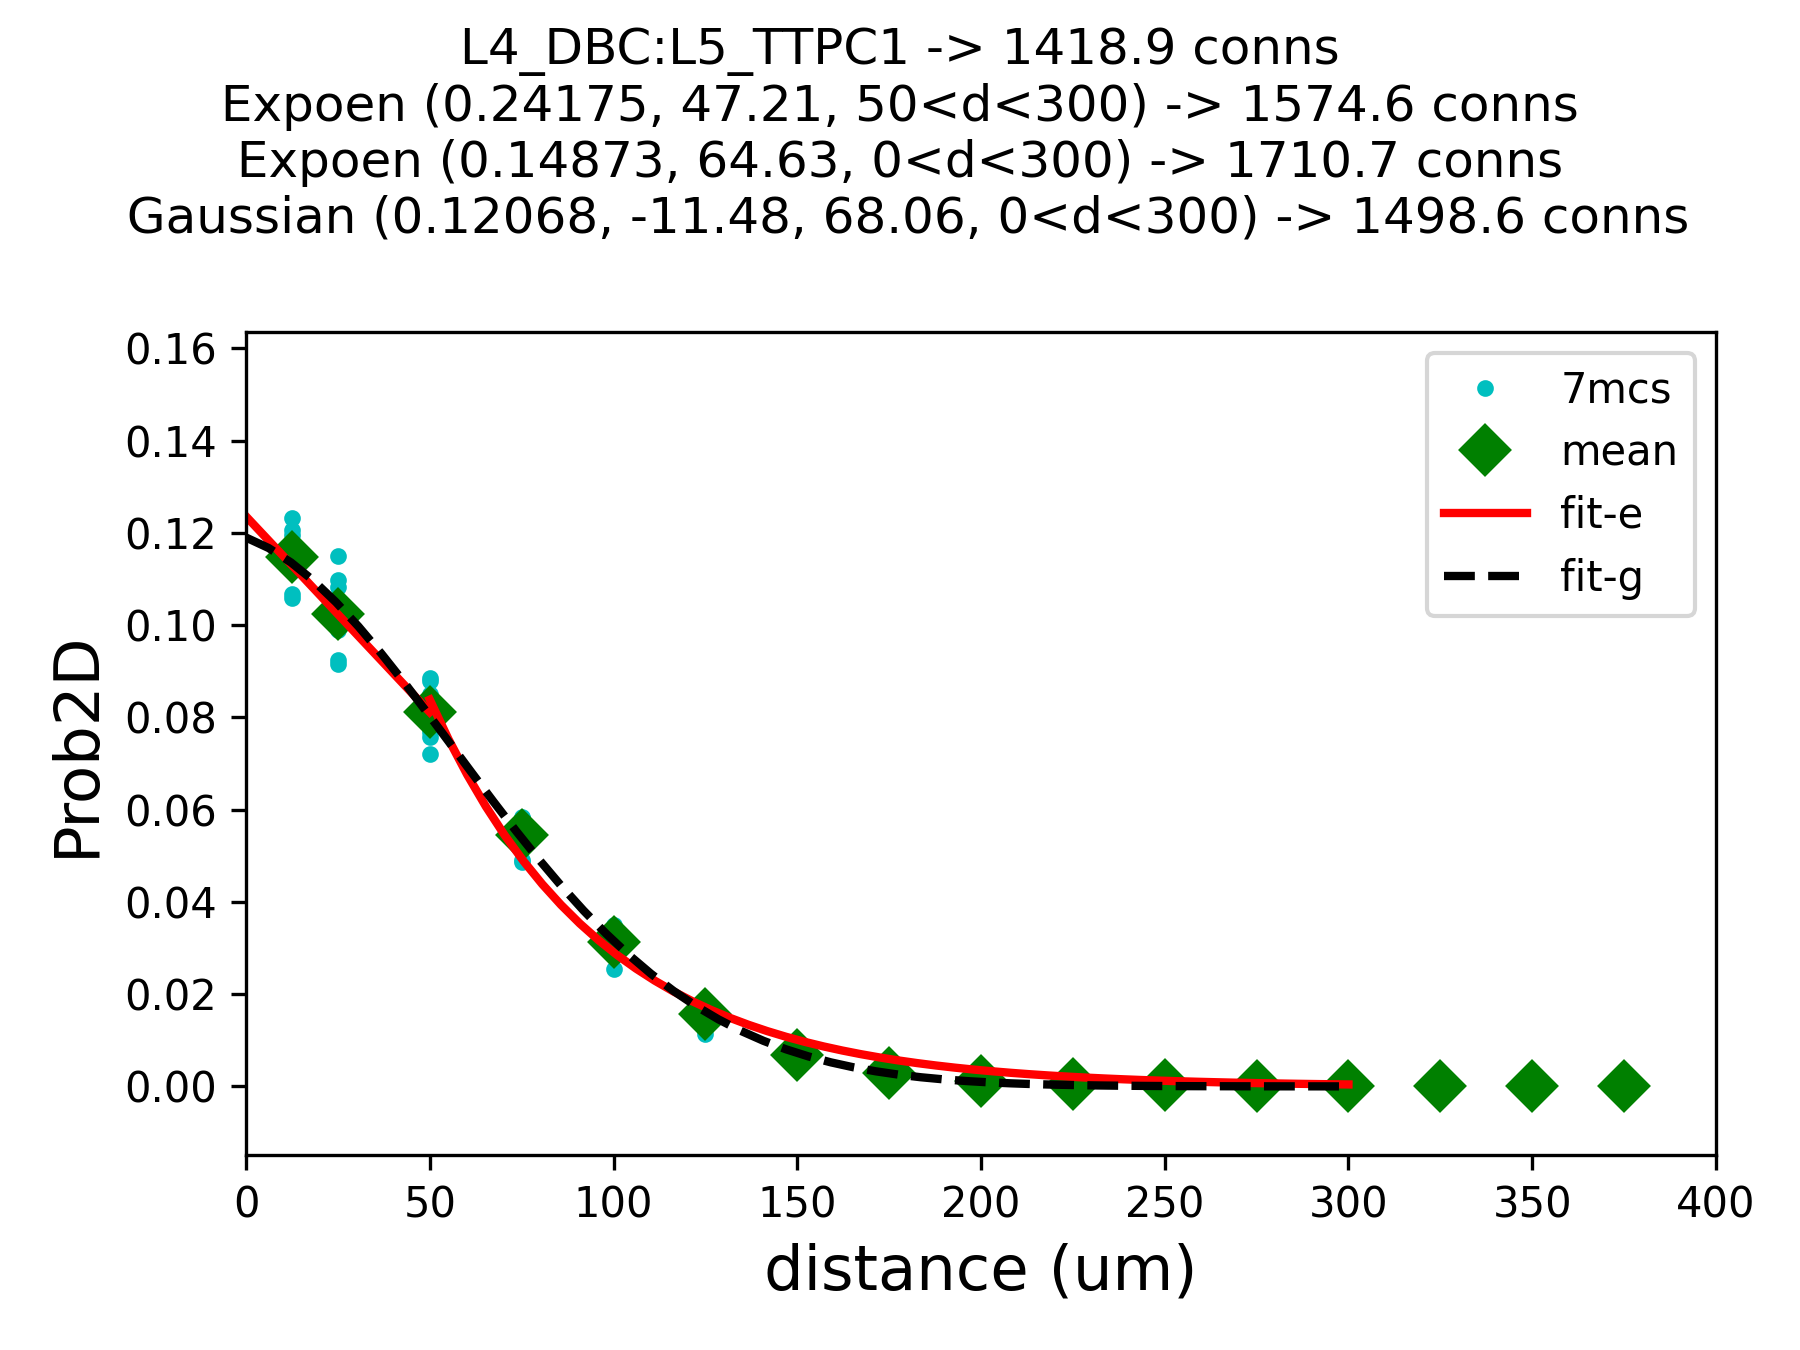 L4_DBC:L5_TTPC1 -> 1418.9 conns
Expoen (0.24175, 47.21, 50<d<300) -> 1574.6 conns
Expoen (0.14873, 64.63, 0<d<300) -> 1710.7 conns
Gaussian (0.12068, -11.48, 68.06, 0<d<300) -> 1498.6 conns
0.16
0.14
0.12
0.10
0.08
0.06
0.04
0.02
0.00
Prob2D
7mcs
mean
fit-e
fit-g
0 50 100 150 200 250 300 350 400
distance (um)